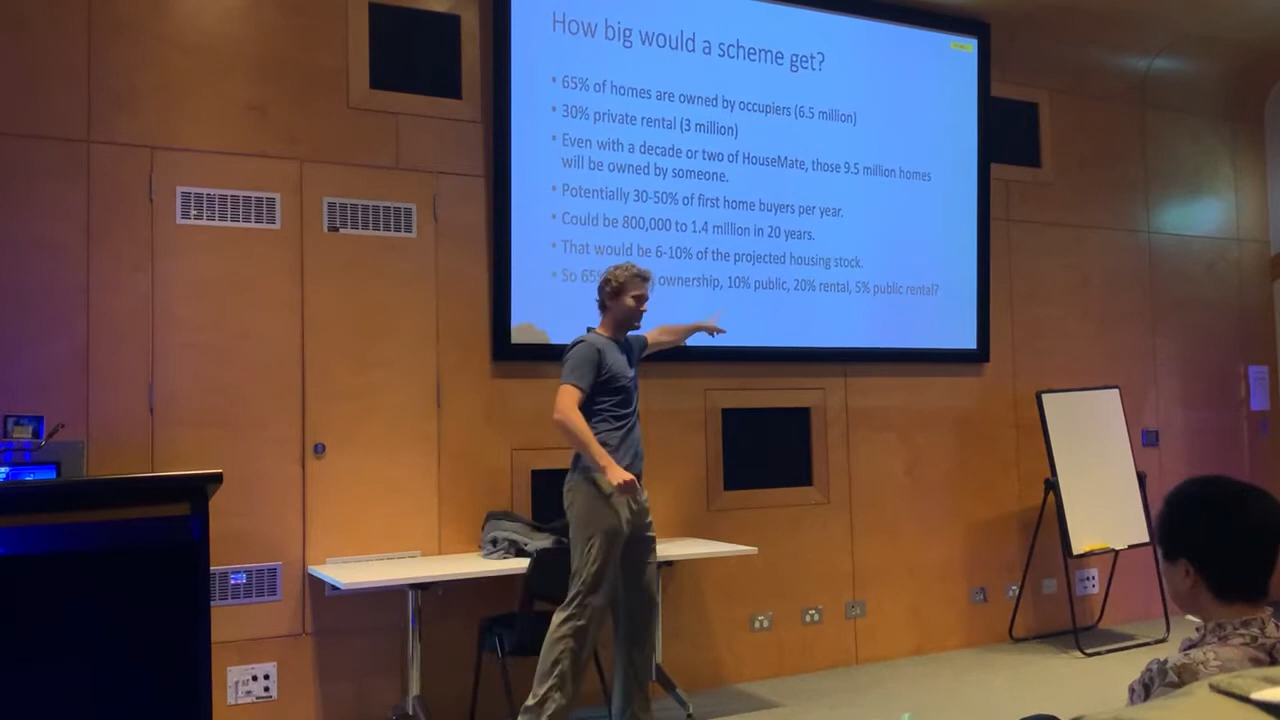 How big would a scheme get?
• 65% of homes are owned by occupiers (6.5 million)
• 30% private rental (3 million)
• Even with a decade or two of HouseMate, those 9.5 million homes
will be owned by someone.
• Potentially 30-50% of first home buyers per year.
• Could be 800,000 to 1.4 million in 20 years.
• That would be 6-10% of the projected housing stock.
• So 65% ownership, 10% public, 20% rental, 5% public rental?